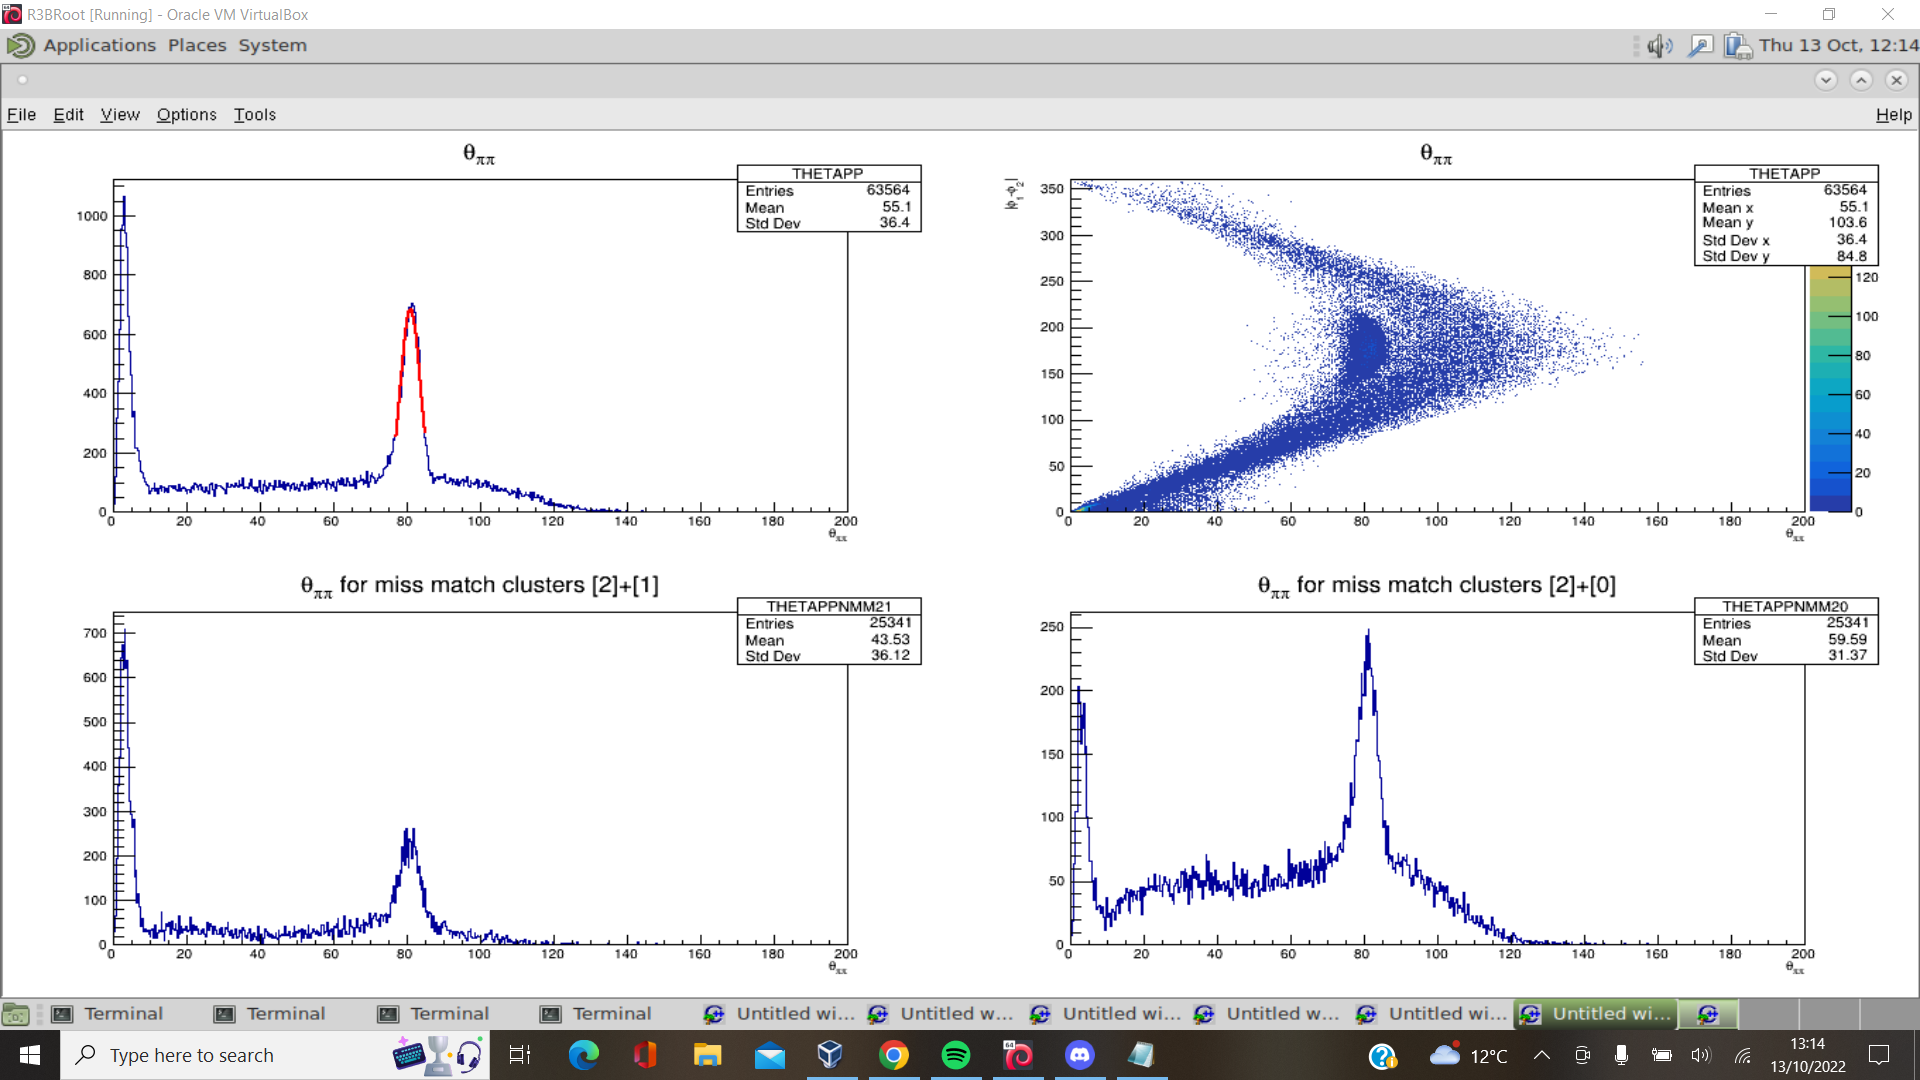 R3BRoot [Running] - Oracle VM VirtualBox
Applications Places System
Thu 13 Oct, 12:14
File Edit View Options Tools
Help
θππ
THETAPP
Entries 63564
Mean 55.1
Std Dev 36.4
1000
800
600
400
200
0
0 20 40 60 80 100 120 140 160 180 200
θππ
θππ
|ϕ1-ϕ2|
THETAPP
Entries 63564
Mean x 55.1
Mean y 103.6
Std Dev x 36.4
Std Dev y 84.8
350
300
250
200
150
100
50
0
0 20 40 60 80 100 120 140 160 180 200
θππ
120
100
80
60
40
20
0
θππ for miss match clusters [2]+[1]
THETAPPNMM21
Entries 25341
Mean 43.53
Std Dev 36.12
700
600
500
400
300
200
100
0
0 20 40 60 80 100 120 140 160 180 200
θππ
θππ for miss match clusters [2]+[0]
THETAPPNMM20
Entries 25341
Mean 59.59
Std Dev 31.37
250
200
150
100
50
0
0 20 40 60 80 100 120 140 160 180 200
θππ
Terminal Terminal Terminal Terminal Untitled wi... Untitled w... Untitled wi... Untitled w... Untitled wi... Untitled wi...
Type here to search
64
12°C
13:14
13/10/2022